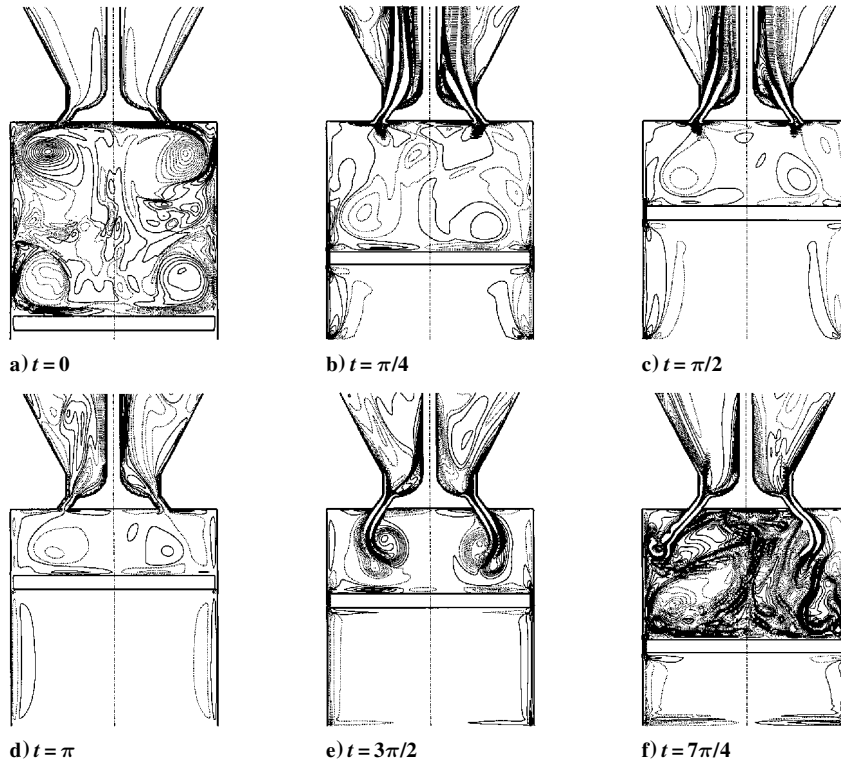 a) t = 0
b) t = π/4
c) t = π/2
d) t = π
e) t = 3π/2
f) t = 7π/4